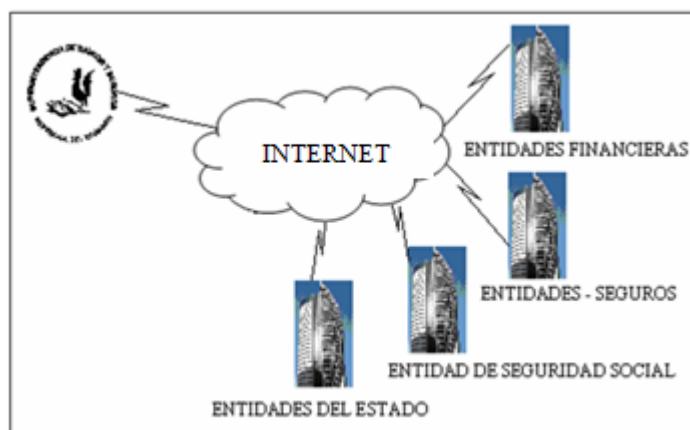 INTERNET
ENTIDADES FINANCIERAS
ENTIDADES - SEGUROS
ENTIDAD DE SEGURIDAD SOCIAL
ENTIDADES DEL ESTADO